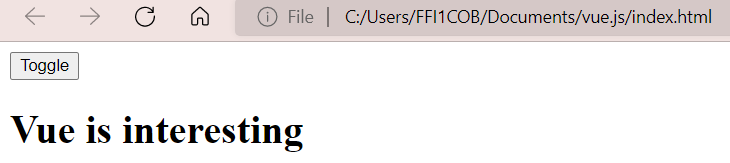 File | C:/Users/FFI1COB/Documents/vue.js/index.html
Toggle
Vue is interesting